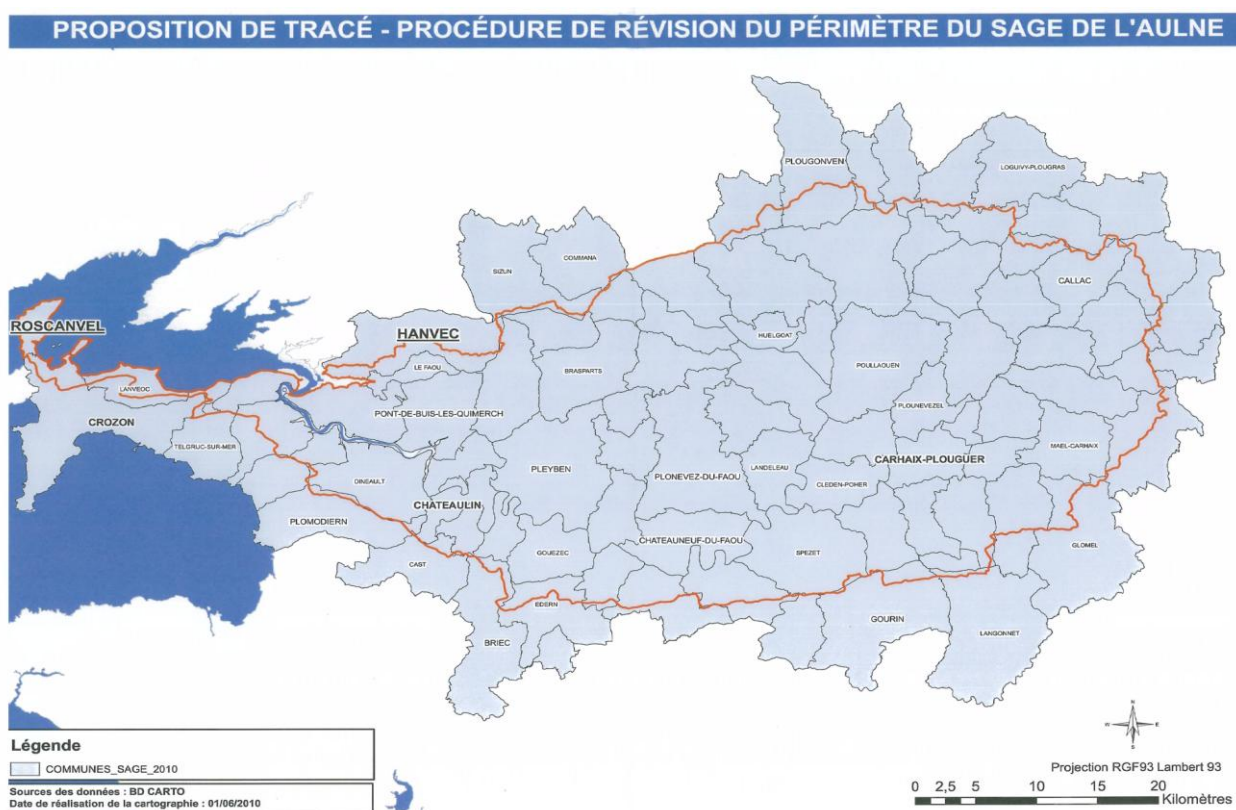 PROPOSITION DE TRACÉ - PROCÉDURE DE RÉVISION DU PÉRIMÈTRE DU SAGE DE L'AULNE
PLOUGONVEN
LOGUIVY-PLOUGRAS
SIZUN
COMMANA
CALLAC
ROSCANVEL
HANVEC
HUELGOAT
LE FAOU
BRASPARTS
POULLAOUEN
LANVEOC
PLOUNEVEZEL
CROZON
PONT-DE-BUIS-LES-QUIMERCH
TELGRUC-SUR-MER
MAEL-CARHAIX
CARHAIX-PLOUGUER
PLEYBEN
PLONEVEZ-DU-FAOU
LANDELEAU
DINEAULT
CLEDEN-POHER
CHATEAULIN
PLOMODIERN
CHATEAUNEUF-DU-FAOU
GOUEZEC
SPEZET
GLOMEL
CAST
EDERN
GOURIN
BRIEC
LANGONNET
N
W E
S
Légende
COMMUNES_SAGE_2010
Projection RGF93 Lambert 93
Sources des données : BD CARTO
Date de réalisation de la cartographie : 01/06/2010
0 2,5 5 10 15 20
Kilomètres